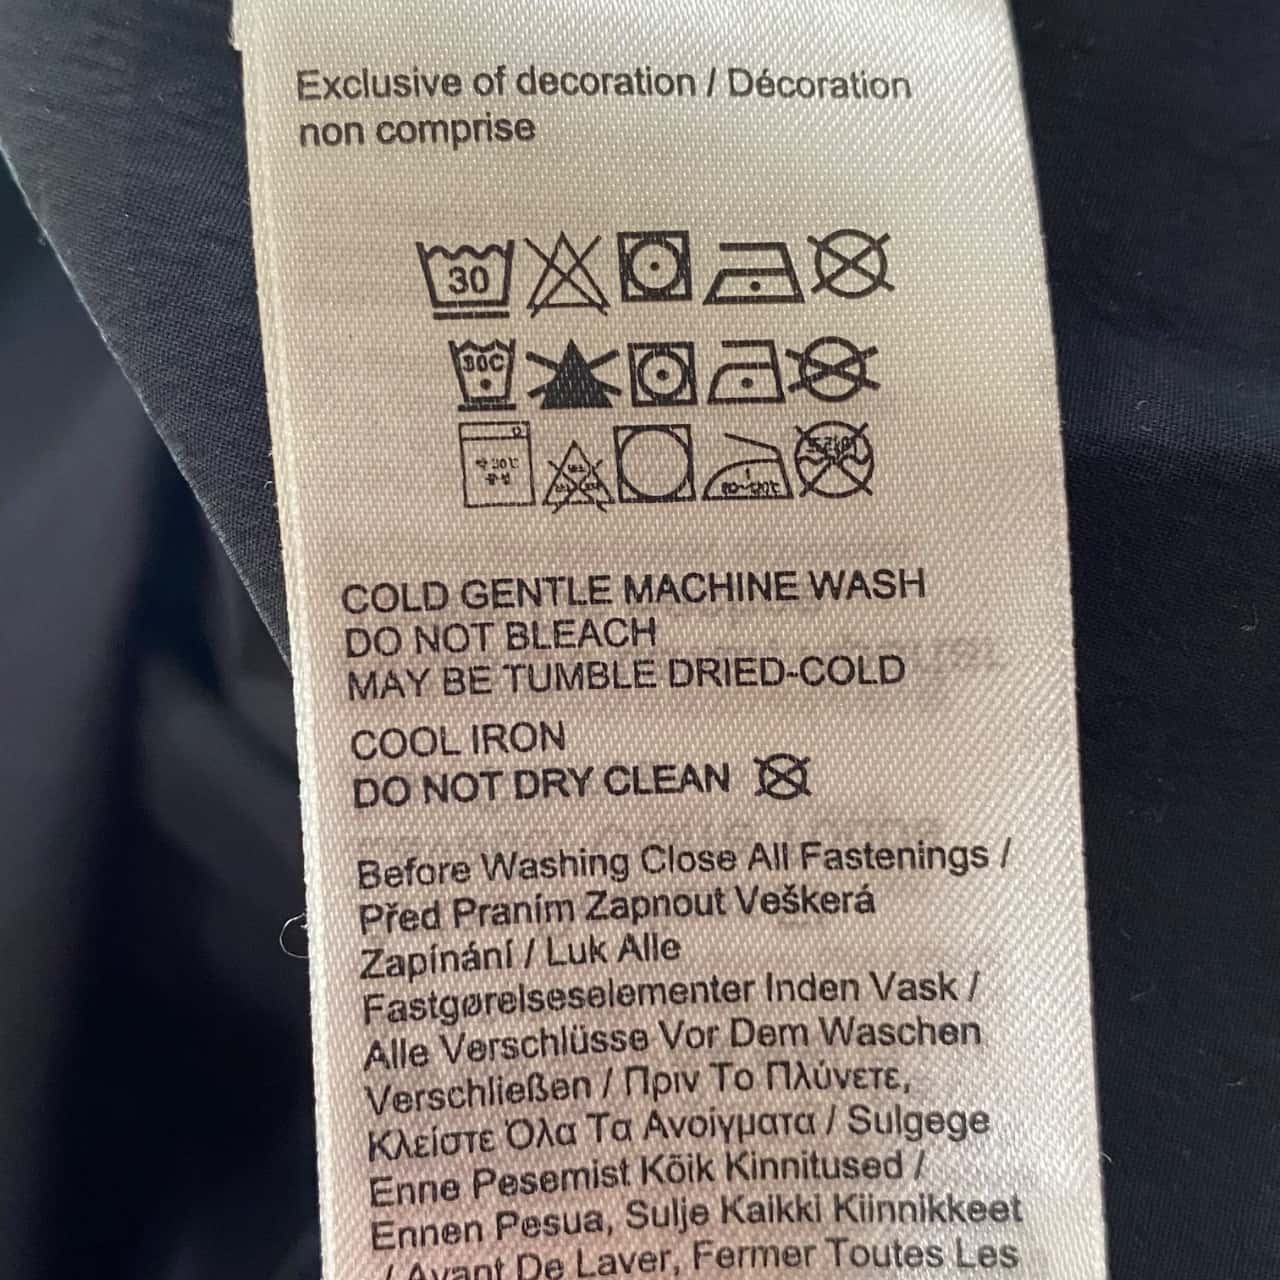 Exclusive of decoration / Décoration
non comprise
30
30C
COLD GENTLE MACHINE WASH
DO NOT BLEACH
MAY BE TUMBLE DRIED-COLD
COOL IRON
DO NOT DRY CLEAN
Before Washing Close All Fastenings /
Před Praním Zapnout Veškerá
Zapínání / Luk Alle
Fastgørelseselementer Inden Vask /
Alle Verschlüsse Vor Dem Waschen
Verschließen / Πριν Το Πλύνετε,
Κλείστε Όλα Τα Ανοίγματα / Sulgege
Enne Pesemist Kõik Kinnitused /
Ennen Pesua, Sulje Kaikki Kiinnikkeet
/ Avant De Laver, Fermer Toutes Les